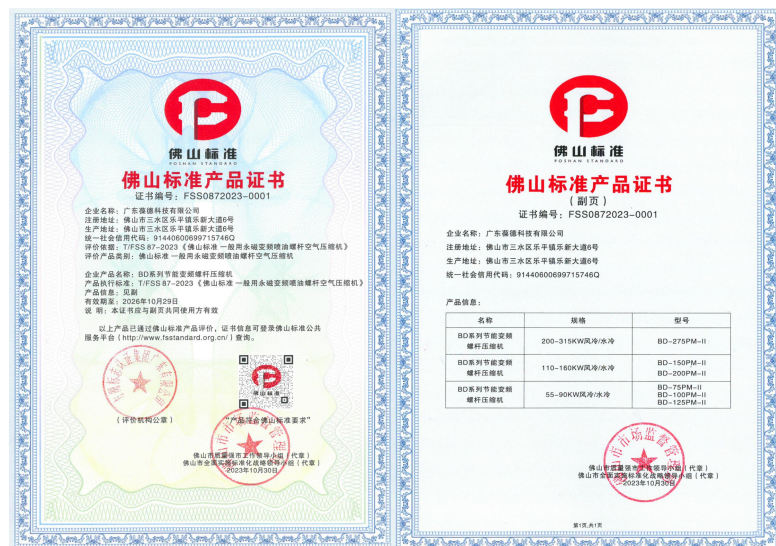 佛山标准
FOSHAN STANDARD
佛山标准产品证书
证书编号：FSS0872023-0001
企业名称：广东葆德科技有限公司
注册地址：佛山市三水区乐平镇乐新大道6号
生产地址：佛山市三水区乐平镇乐新大道6号
统一社会信用代码：91440600699715746Q
评价依据：T/FSS 87-2023《佛山标准 一般用永磁变频喷油螺杆空气压缩机》
评价产品类别：佛山标准 一般用永磁变频喷油螺杆空气压缩机
企业产品名称：BD系列节能变频螺杆压缩机
产品执行标准：T/FSS 87-2023《佛山标准 一般用永磁变频喷油螺杆空气压缩机》
产品信息：见副
有效期至：2026年10月29日
说 明：本证书应与副页共同使用方有效
以上产品已通过佛山标准产品评价，证书信息可登录佛山标准公共
服务平台（http://www.fsstandard.org.cn/）查询。
佛山标准
（评价机构公章）
“产品符合佛山标准要求”
佛山市市场监督管理
佛山市质量强市工作领导小组（代章）
佛山市全面实施标准化战略领导小组（代章）
2023年10月30日
佛山标准
FOSHAN STANDARD
佛山标准产品证书
（副页）
证书编号：FSS0872023-0001
企业名称：广东葆德科技有限公司
注册地址：佛山市三水区乐平镇乐新大道6号
生产地址：佛山市三水区乐平镇乐新大道6号
统一社会信用代码：91440600699715746Q
产品信息：
名称 规格 型号
BD系列节能变频
螺杆压缩机 200-315KW风冷/水冷 BD-275PM-II
BD系列节能变频
螺杆压缩机 110-160KW风冷/水冷 BD-150PM-II
BD-200PM-II
BD系列节能变频
螺杆压缩机 55-90KW风冷/水冷 BD-75PM-II
BD-100PM-II
BD-125PM-II
佛山市市场监督管理
佛山市质量强市工作领导小组（代章）
佛山市全面实施标准化战略领导小组（代章）
2023年10月30日
第1页,共1页